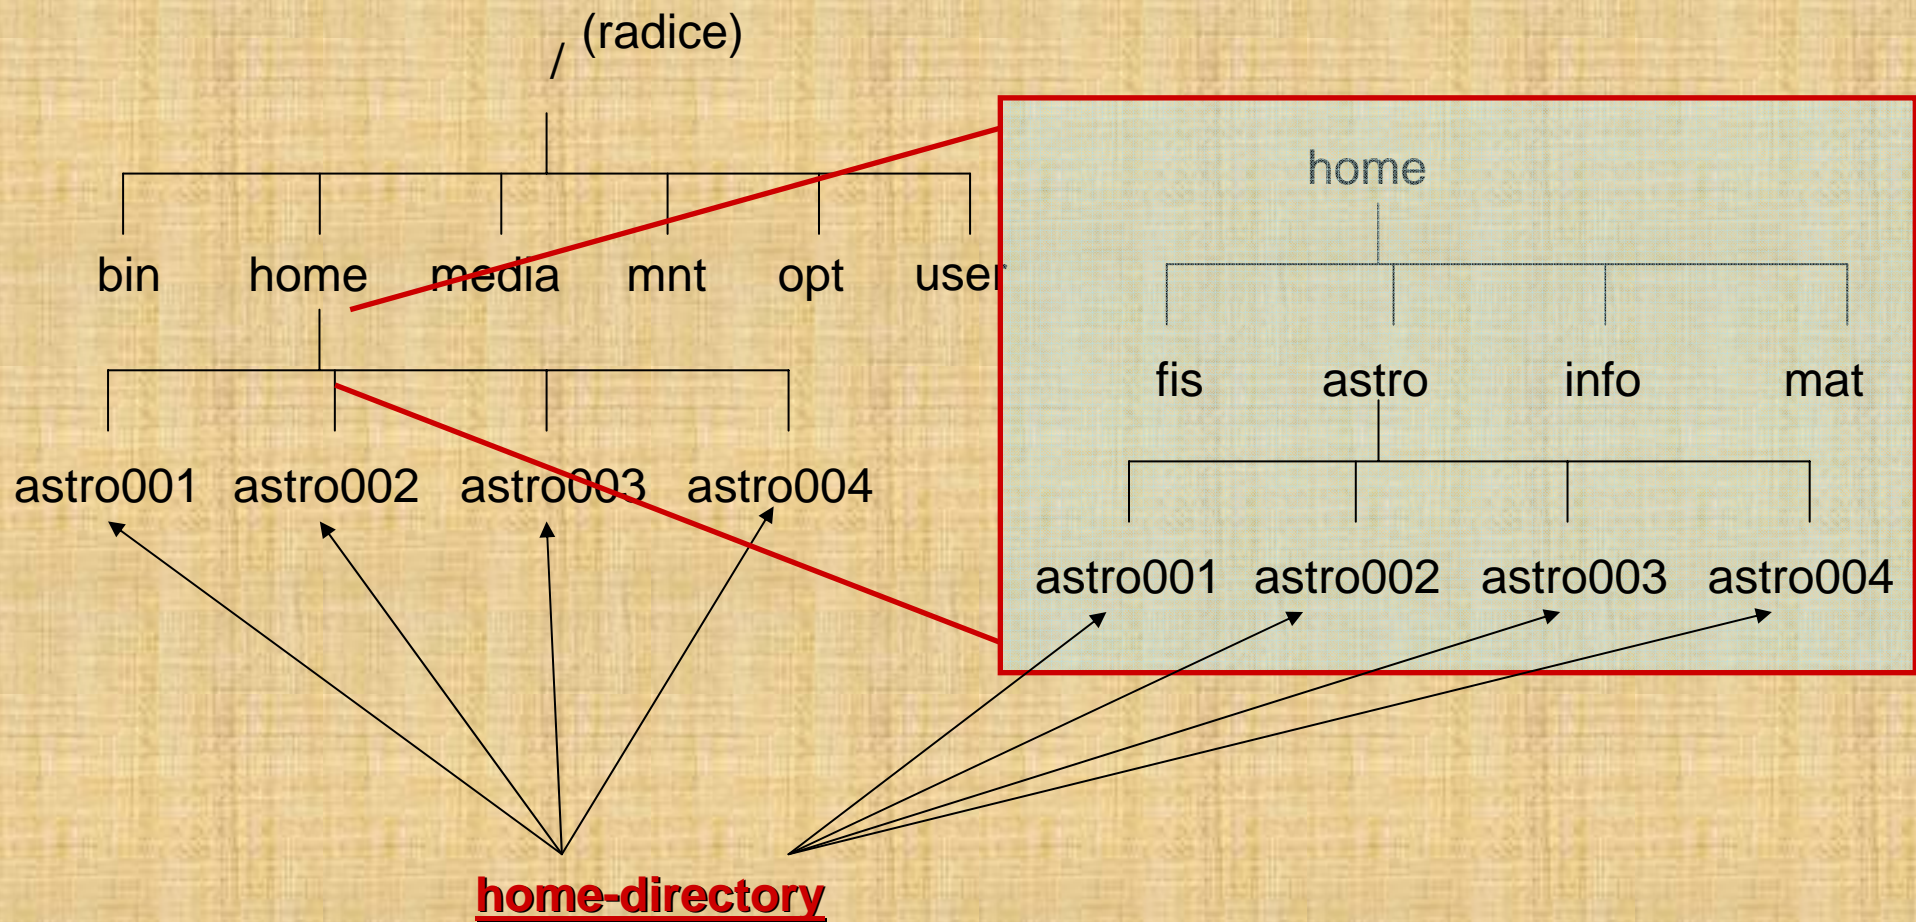 / (radice)
bin home media mnt opt user
astro001 astro002 astro003 astro004
home
fis astro info mat
astro001 astro002 astro003 astro004
home-directory